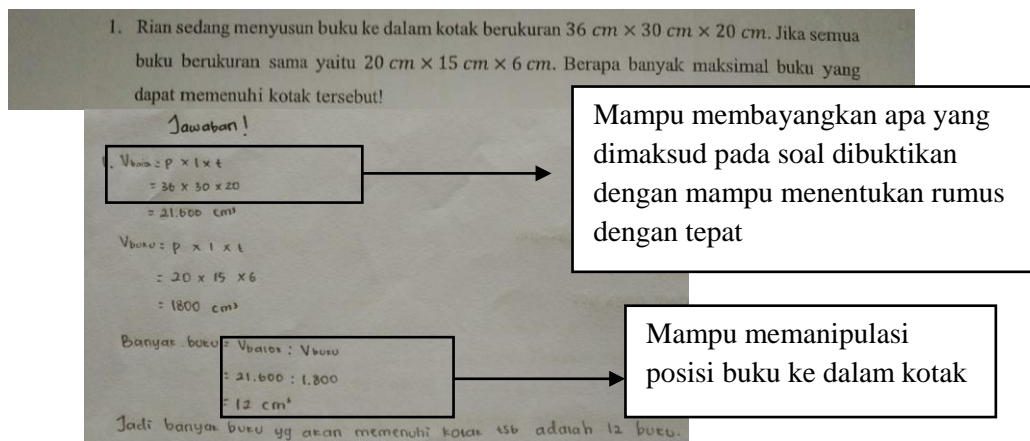 1. Rian sedang menyusun buku ke dalam kotak berukuran 36 cm × 30 cm × 20 cm. Jika semua
buku berukuran sama yaitu 20 cm × 15 cm × 6 cm. Berapa banyak maksimal buku yang
dapat memenuhi kotak tersebut!
Jawaban!
1. Vbalok = p x l x t
= 36 x 30 x 20
= 21.600 cm³
Vbuku = p x l x t
= 20 x 15 x 6
= 1800 cm³
Banyak buku = Vbalok : Vbuku
= 21.600 : 1.800
= 12 cm³
Jadi banyak buku yg akan memenuhi kotak tsb adalah 12 buku.
Mampu membayangkan apa yang
dimaksud pada soal dibuktikan
dengan mampu menentukan rumus
dengan tepat
Mampu memanipulasi
posisi buku ke dalam kotak